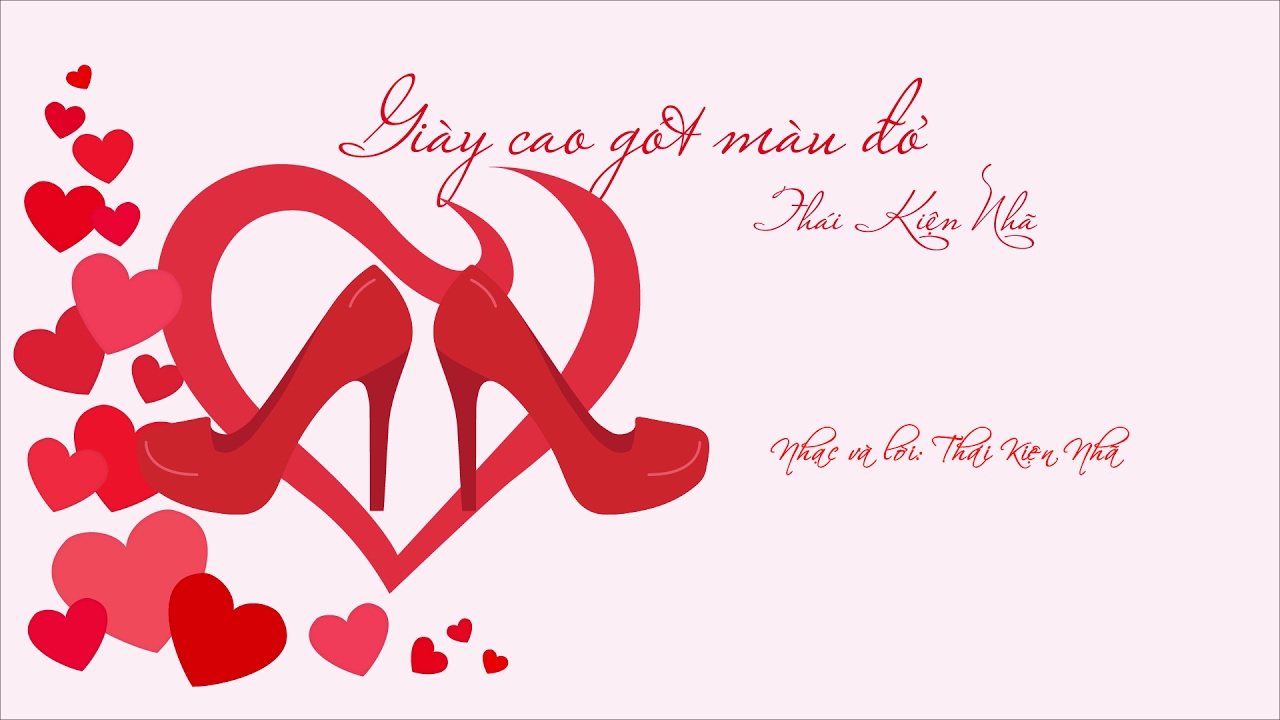 Giày cao gót màu đỏ
Thái Kiện Nhã
Nhạc và lời: Thái Kiện Nhã